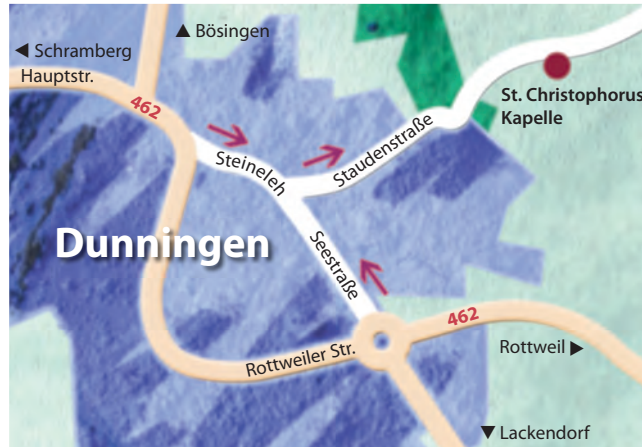 ▲ Bösingen
◄ Schramberg
Hauptstr.
462
St. Christophorus
Kapelle
Steineleh
Staudenstraße
Dunningen
Seestraße
462
Rottweiler Str.
Rottweil ►
▼ Lackendorf